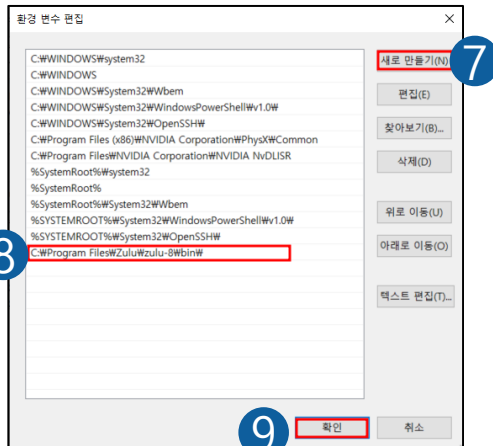 환경 변수 편집
C:₩WINDOWS₩system32
C:₩WINDOWS
C:₩WINDOWS₩System32₩Wbem
C:₩WINDOWS₩System32₩WindowsPowerShell₩v1.0₩
C:₩WINDOWS₩System32₩OpenSSH₩
C:₩Program Files (x86)₩NVIDIA Corporation₩PhysX₩Common
C:₩Program Files₩NVIDIA Corporation₩NVIDIA NvDLISR
%SystemRoot%₩system32
%SystemRoot%
%SystemRoot%₩System32₩Wbem
%SYSTEMROOT%₩System32₩WindowsPowerShell₩v1.0₩
%SYSTEMROOT%₩System32₩OpenSSH₩
8
C:₩Program Files₩Zulu₩zulu-8₩bin₩
새로 만들기(N)
7
편집(E)
찾아보기(B)...
삭제(D)
위로 이동(U)
아래로 이동(O)
텍스트 편집(T)...
9
확인
취소